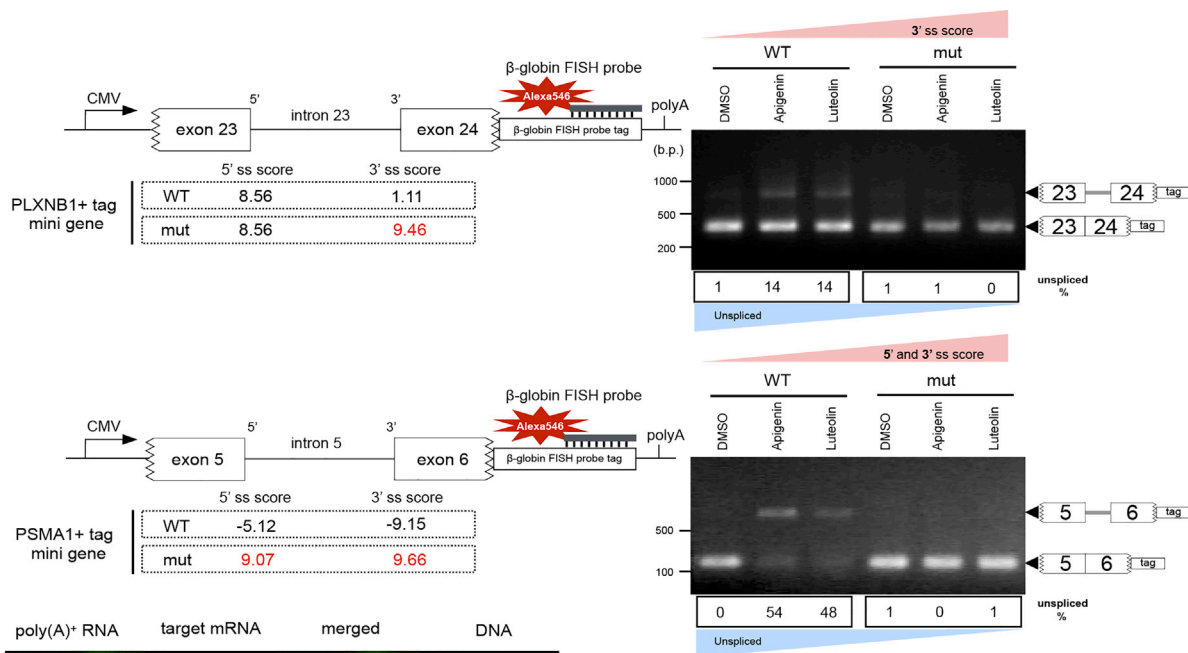 3' ss score
WT mut
DMSO Apigenin Luteolin DMSO Apigenin Luteolin
β-globin FISH probe
CMV 5' intron 23 3' Alexa546 polyA
exon 23 exon 24 β-globin FISH probe tag
(b.p.)
5' ss score 3' ss score
PLXNB1+ tag
mini gene
WT 8.56 1.11
mut 8.56 9.46
1000
500
200
23 24 tag
23 24 tag
1 14 14 1 1 0 unspliced
%
Unspliced
5' and 3' ss score
WT mut
DMSO Apigenin Luteolin DMSO Apigenin Luteolin
β-globin FISH probe
CMV 5' intron 5 3' Alexa546 polyA
exon 5 exon 6 β-globin FISH probe tag
5' ss score 3' ss score
PSMA1+ tag
mini gene
WT -5.12 -9.15
mut 9.07 9.66
500
100
5 6 tag
5 6 tag
0 54 48 1 0 1 unspliced
%
Unspliced
poly(A)+ RNA target mRNA merged DNA